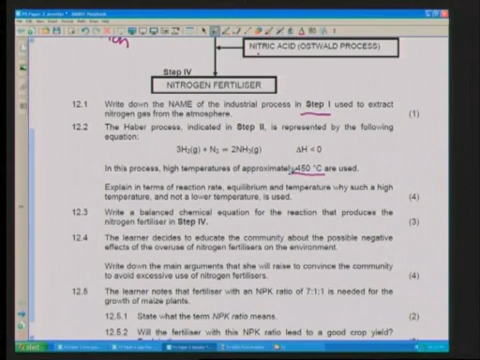 NITRIC ACID (OSTWALD PROCESS)
Step IV
NITROGEN FERTILISER
12.1 Write down the NAME of the industrial process in Step I used to extract
nitrogen gas from the atmosphere. (1)
12.2 The Haber process, indicated in Step II, is represented by the following
equation:
3H₂(g) + N₂ = 2NH₃(g) ΔH < 0
In this process, high temperatures of approximately 450 °C are used.
Explain in terms of reaction rate, equilibrium and temperature why such a high
temperature, and not a lower temperature, is used. (4)
12.3 Write a balanced chemical equation for the reaction that produces the
nitrogen fertiliser in Step IV. (3)
12.4 The learner decides to educate the community about the possible negative
effects of the overuse of nitrogen fertilisers on the environment.
Write down the main arguments that she will raise to convince the community
to avoid excessive use of nitrogen fertilisers. (4)
12.5 The learner notes that fertiliser with an NPK ratio of 7:1:1 is needed for the
growth of maize plants.
12.5.1 State what the term NPK ratio means. (2)
12.5.2 Will the fertiliser with this NPK ratio lead to a good crop yield?